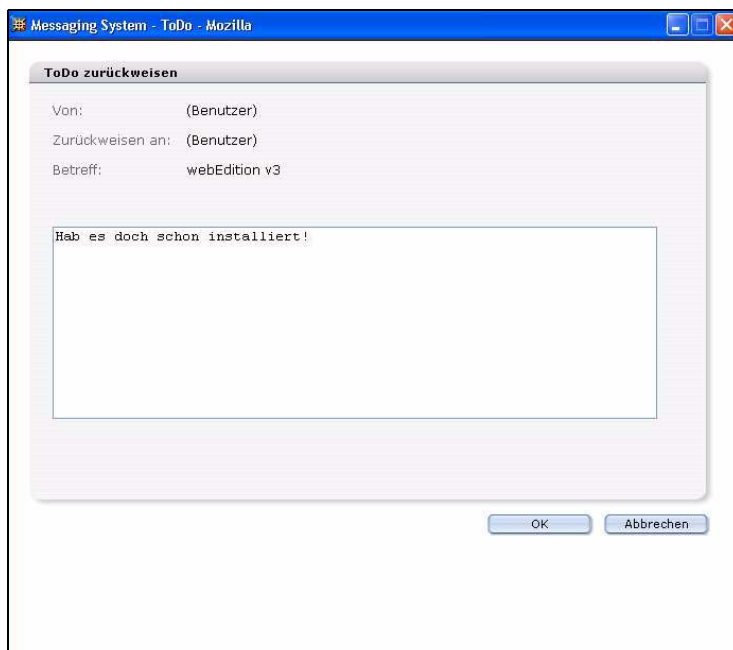 Messaging System - ToDo - Mozilla
ToDo zurückweisen
Von: (Benutzer)
Zurückweisen an: (Benutzer)
Betreff: webEdition v3
Hab es doch schon installiert!
OK Abbrechen